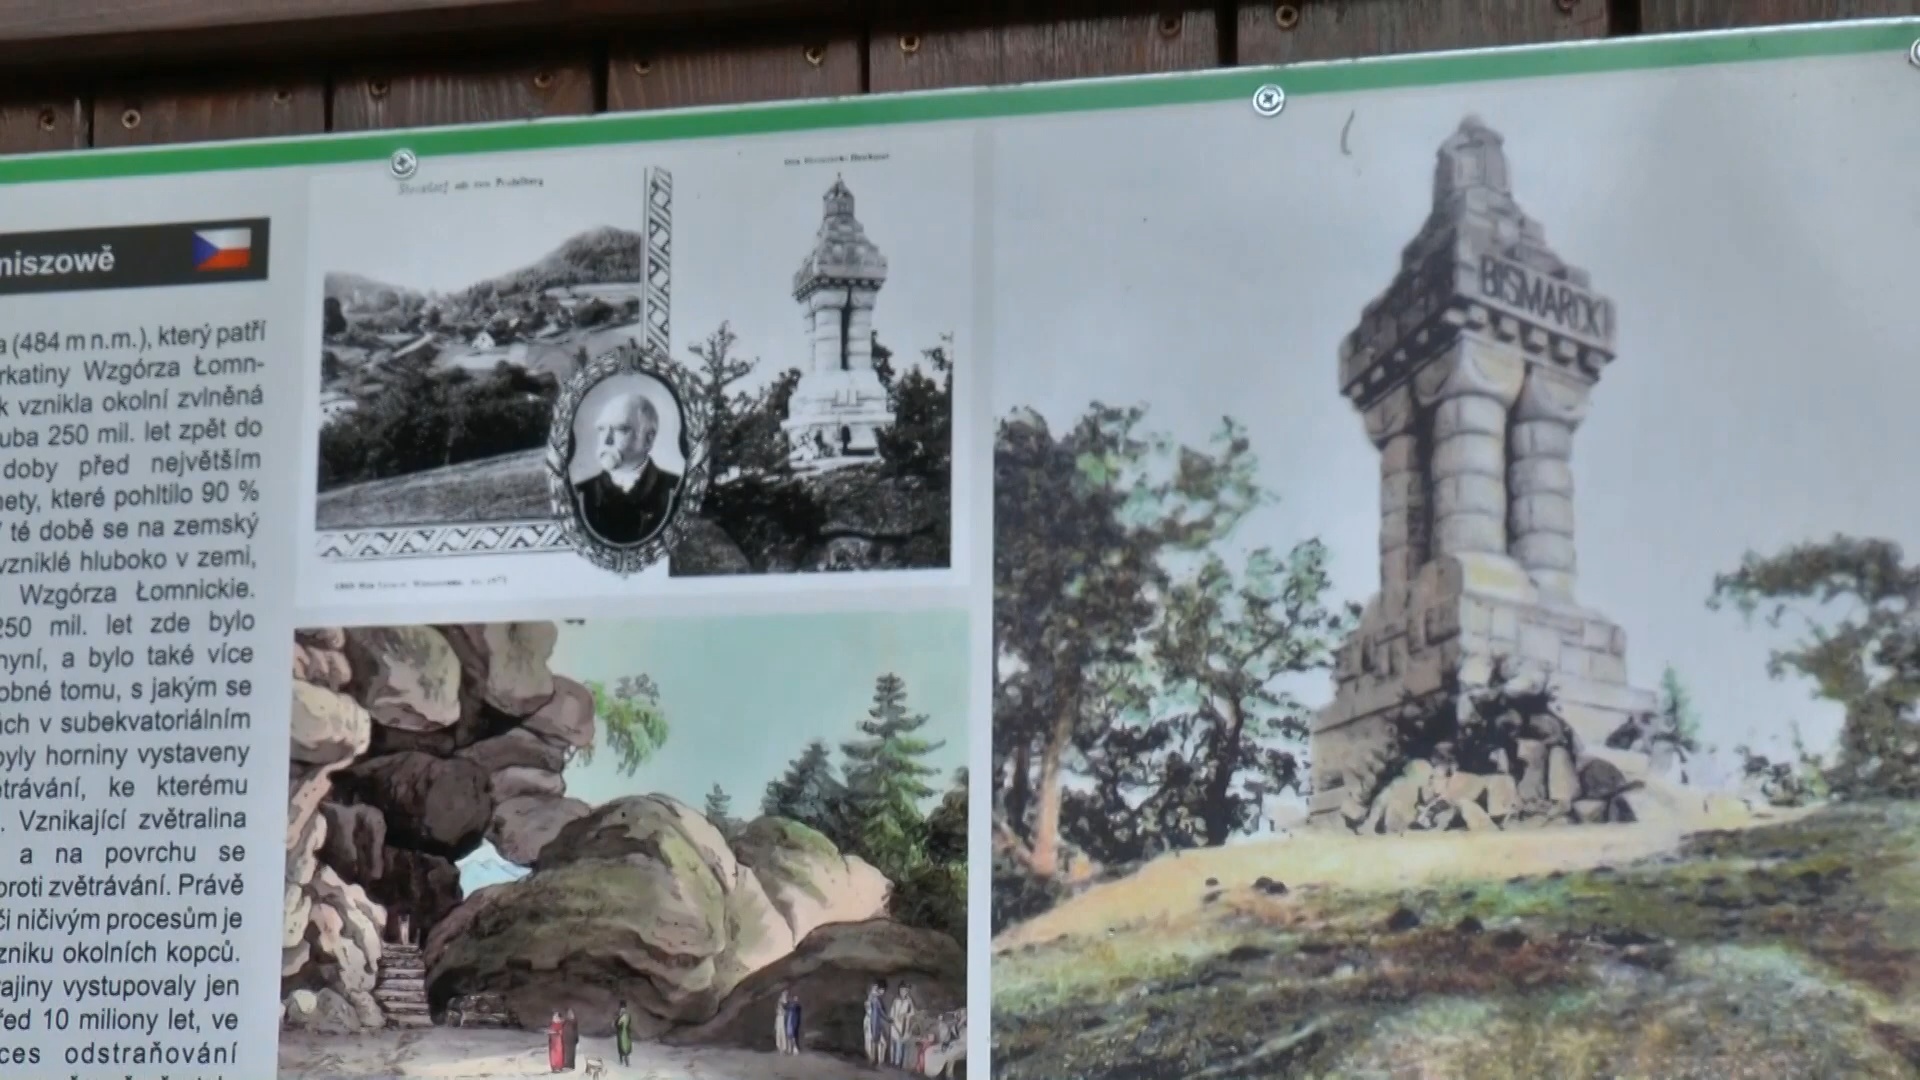 niszowě
a (484 m n.m.), který patří
rkatiny Wzgórza Łomn-
k vznikla okolní zvlněná
uba 250 mil. let zpět do
doby před největším
nety, které pohltilo 90 %
V té době se na zemský
vzniklé hluboko v zemi,
Wzgórza Łomnickie.
250 mil. let zde bylo
nyní, a bylo také více
obné tomu, s jakým se
ách v subekvatoriálním
byly horniny vystaveny
etrávání, ke kterému
. Vznikající zvětralina
a na povrchu se
proti zvětrávání. Právě
či ničivým procesům je
zniku okolních kopců.
rajiny vystupovaly jen
řed 10 miliony let, ve
ces odstraňování
BISMARCK